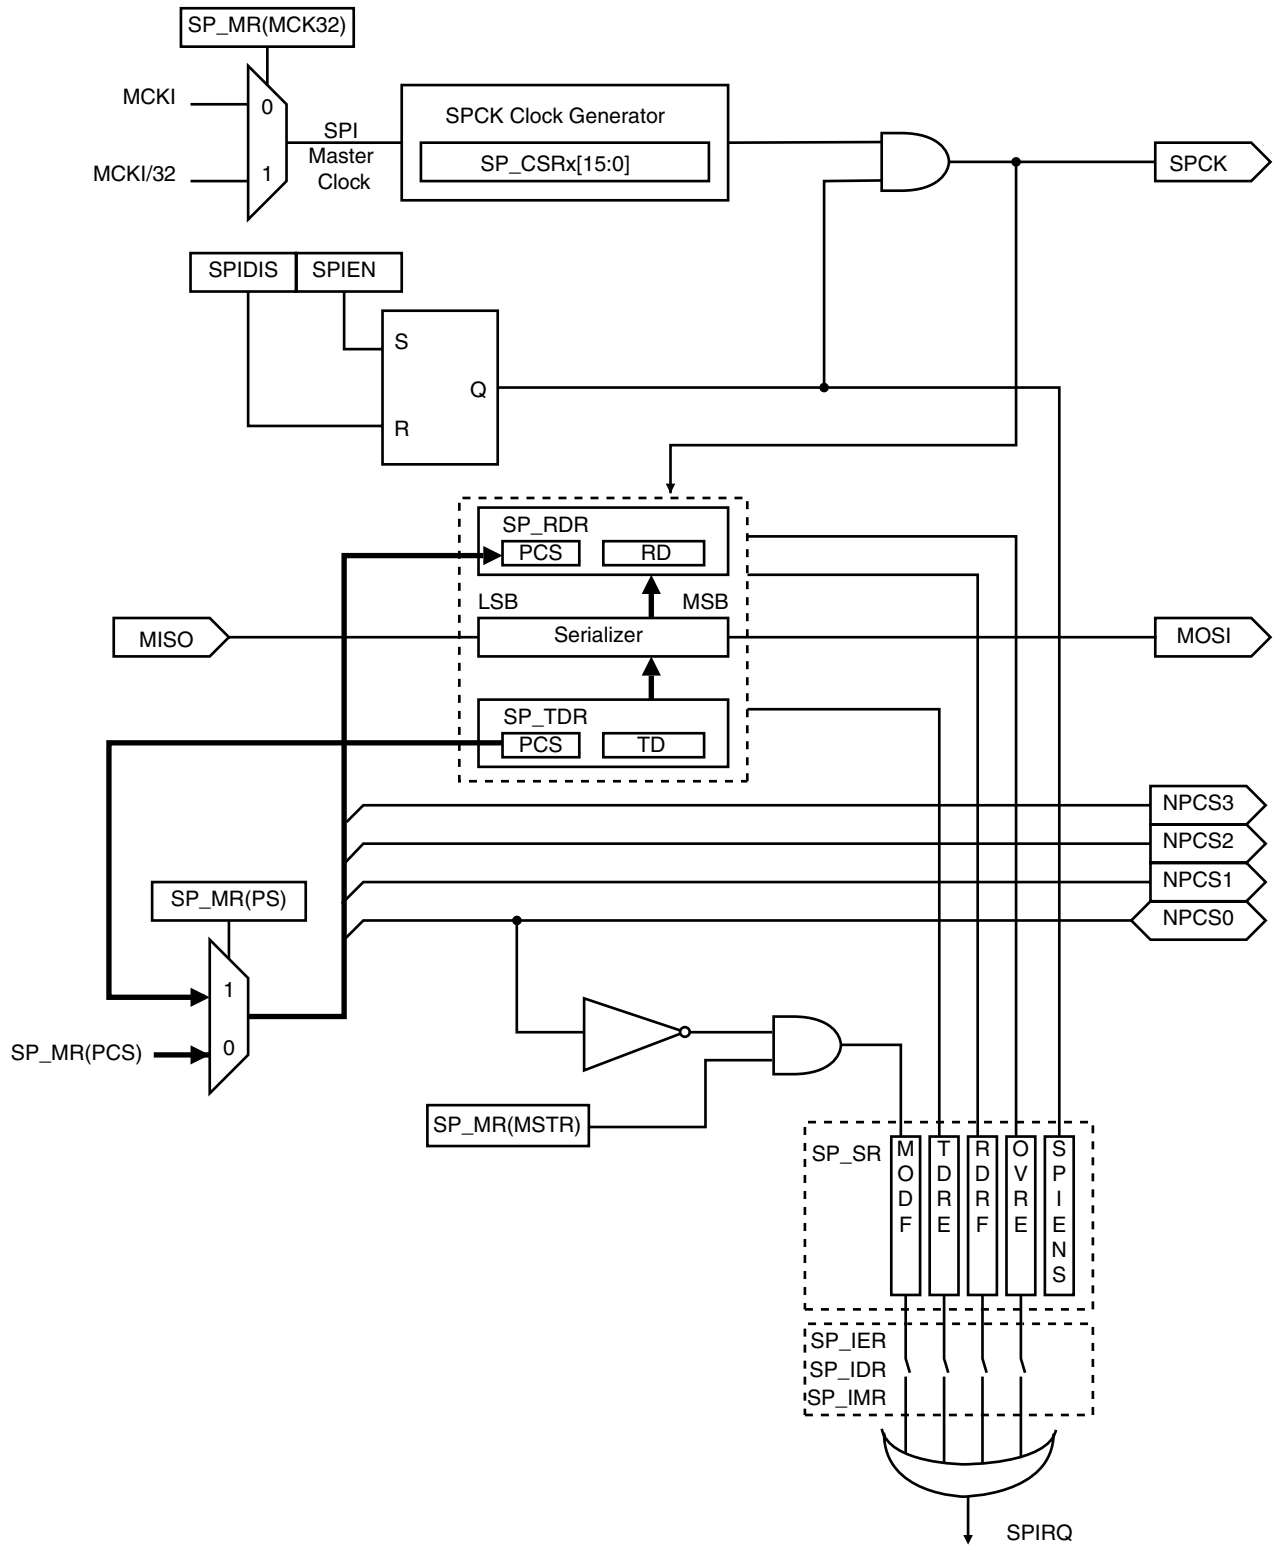 SP_MR(MCK32)
MCKI
0
SPI
Master
Clock
MCKI/32
1
SPCK Clock Generator
SP_CSRx[15:0]
SPCK
SPIDIS
SPIEN
S
Q
R
SP_RDR
PCS
RD
LSB
MSB
MISO
Serializer
MOSI
SP_TDR
PCS
TD
NPCS3
NPCS2
NPCS1
NPCS0
SP_MR(PS)
1
SP_MR(PCS)
0
SP_MR(MSTR)
SP_SR
MODF
TDRE
RDRF
OVRE
SPIENS
SP_IER
SP_IDR
SP_IMR
SPIRQ